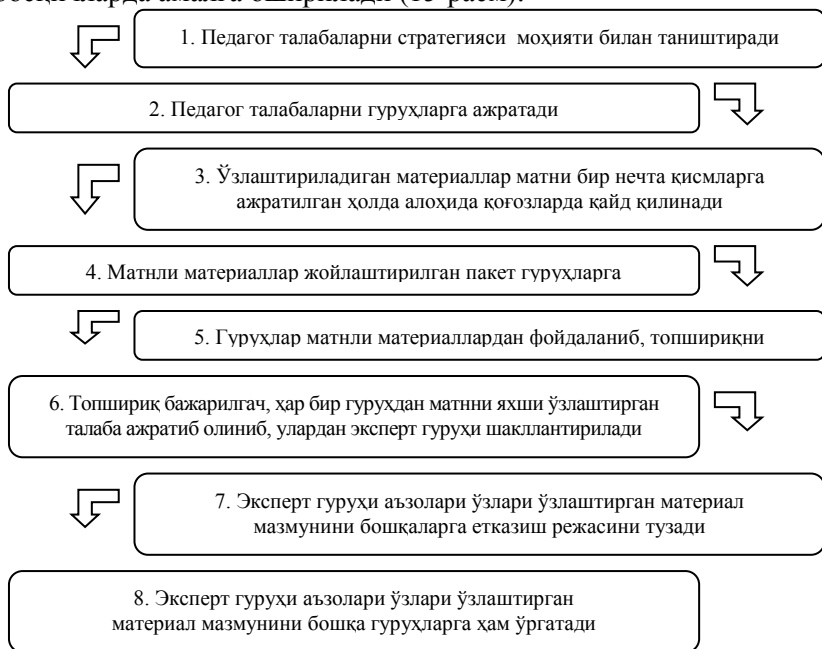 амалга оширилади (15-расм):
1. Педагог талабаларни стратегияси моҳияти билан таништиради
2. Педагог талабаларни гуруҳларга ажратади
3. Ўзлаштириладиган материаллар матни бир нечта қисмларга
ажратилган ҳолда алоҳида қоғозларда қайд қилинади
4. Матнли материаллар жойлаштирилган пакет гуруҳларга
5. Гуруҳлар матнли материаллардан фойдаланиб, топшириқни
6. Топшириқ бажарилгач, ҳар бир гуруҳдан матнни яхши ўзлаштирган
талаба ажратиб олиниб, улардан эксперт гуруҳи шакллантирилади
7. Эксперт гуруҳи аъзолари ўзлари ўзлаштирган материал
мазмунини бошқаларга етказиш режасини тузади
8. Эксперт гуруҳи аъзолари ўзлари ўзлаштирган
материал мазмунини бошқа гуруҳларга ҳам ўргатади